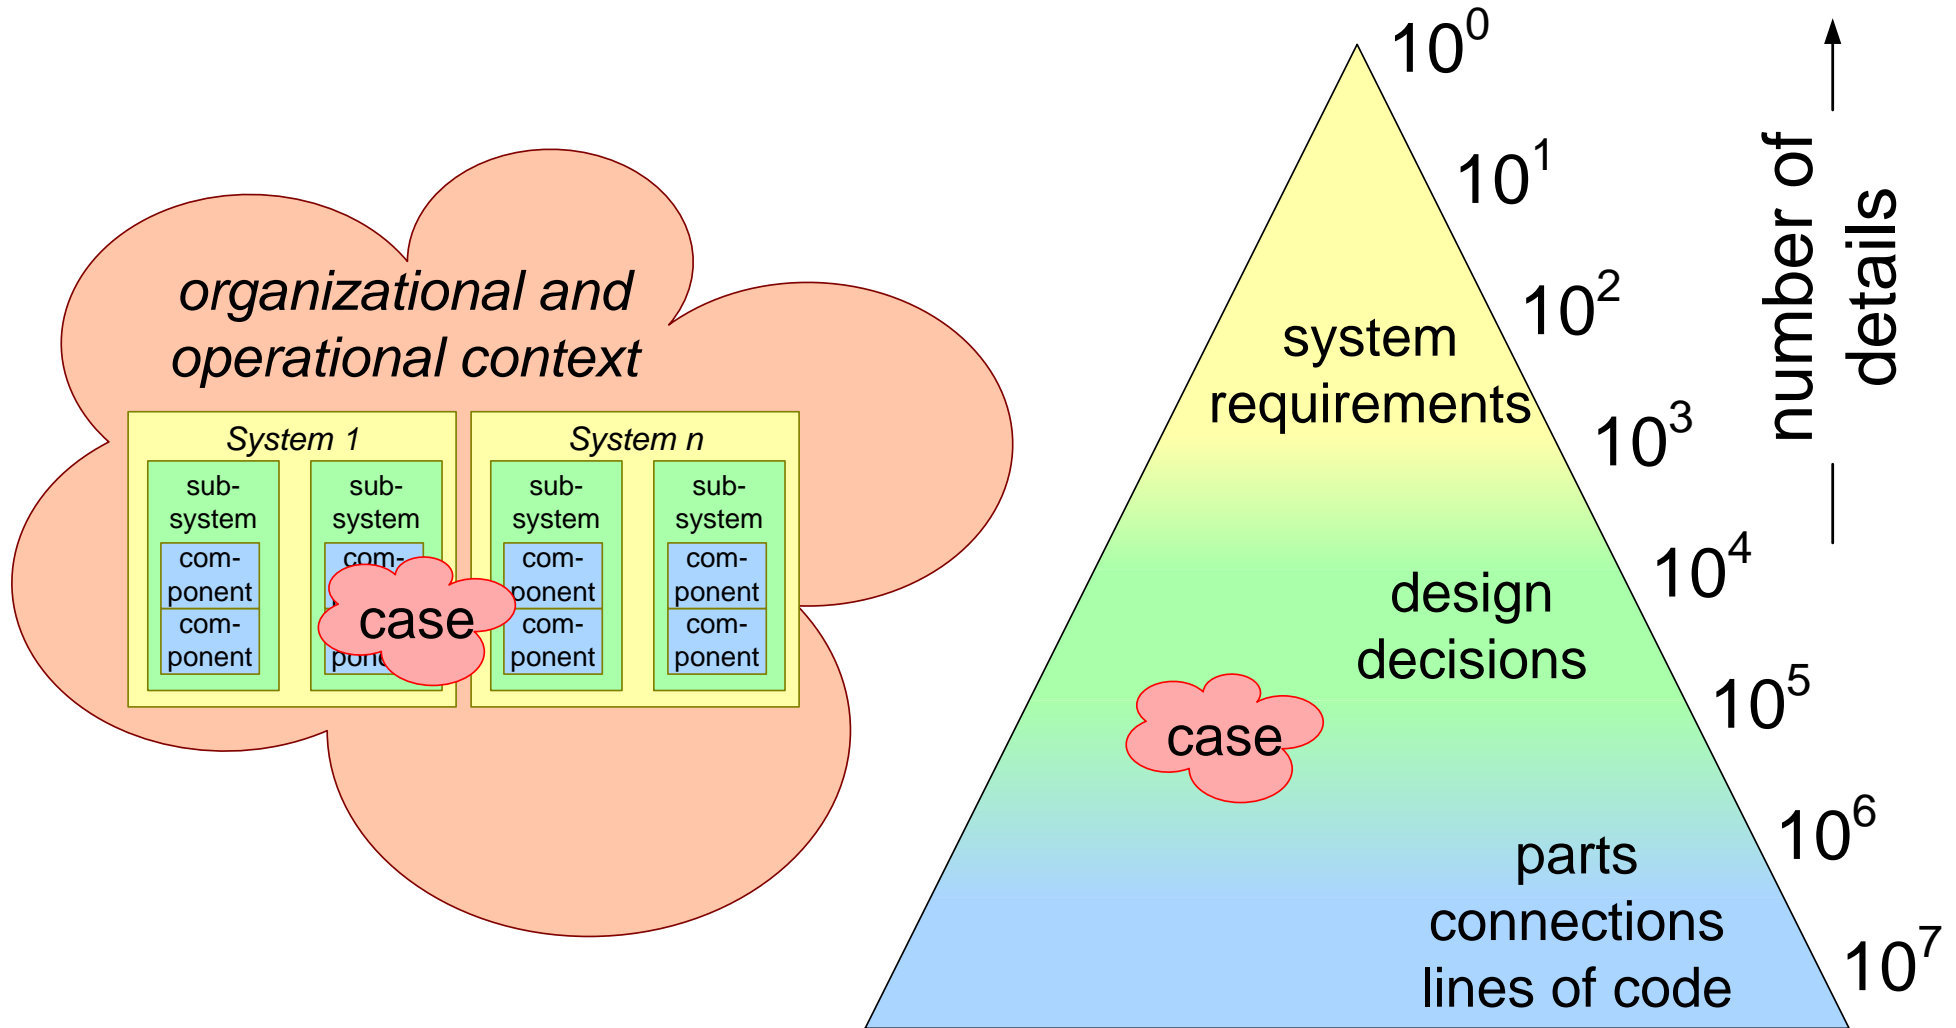 organizational and
operational context
System 1
sub-
system
com-
ponent
com-
ponent
sub-
system
com-
case
System n
sub-
system
com-
ponent
com-
ponent
sub-
system
com-
ponent
com-
ponent
10⁰
10¹
10²
10³
10⁴
10⁵
10⁶
10⁷
system
requirements
design
decisions
case
parts
connections
lines of code
number of
details